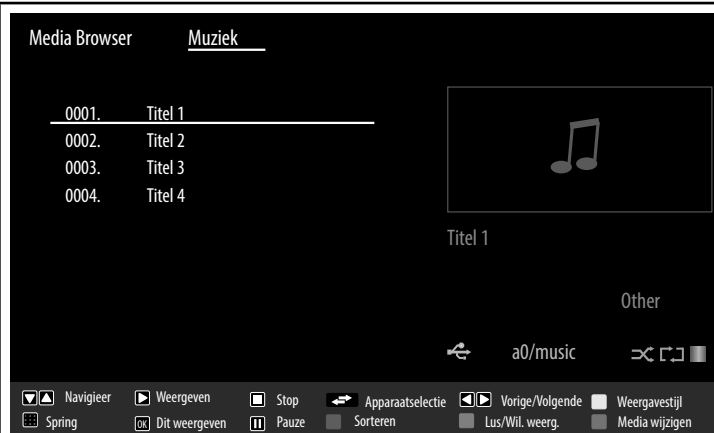 Media Browser Muziek
0001. Titel 1
0002. Titel 2
0003. Titel 3
0004. Titel 4
Titel 1
Other
a0/music
Navigieer Weergeven Stop Apparaatselectie Vorige/Volgende Weergavestijl
Spring OK Dit weergeven Pauze Sorteren Lus/Wil. weerg. Media wijzigen